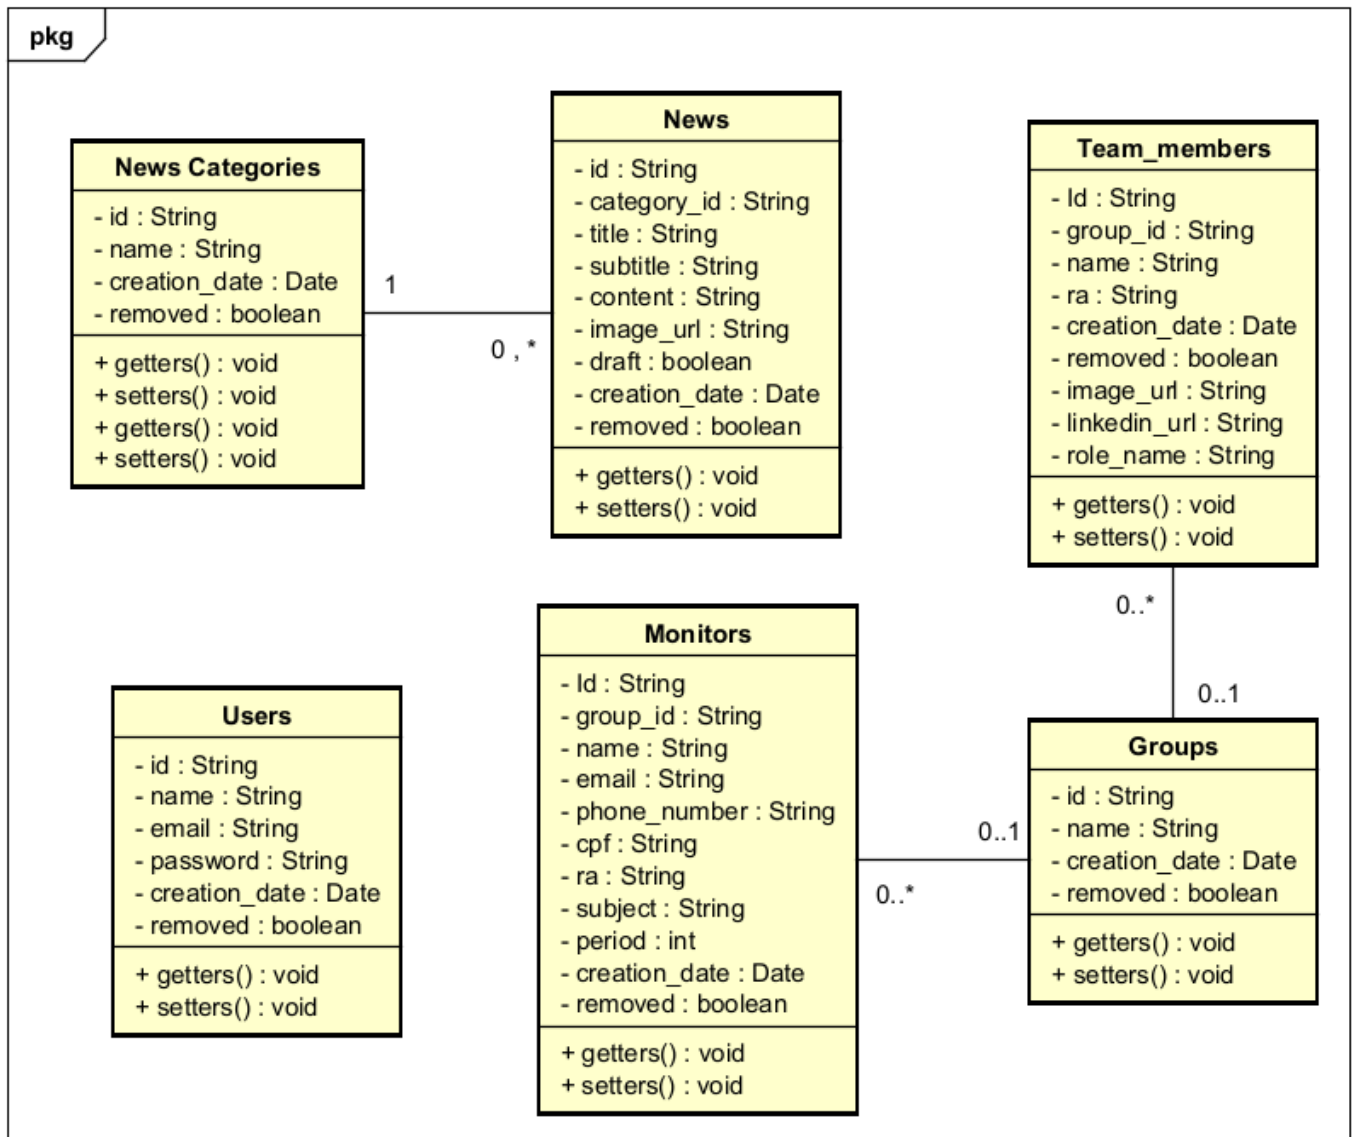 pkg
News Categories
- id : String
- name : String
- creation_date : Date
- removed : boolean
+ getters() : void
+ setters() : void
+ getters() : void
+ setters() : void
1
0 , *
News
- id : String
- category_id : String
- title : String
- subtitle : String
- content : String
- image_url : String
- draft : boolean
- creation_date : Date
- removed : boolean
+ getters() : void
+ setters() : void
Team_members
- Id : String
- group_id : String
- name : String
- ra : String
- creation_date : Date
- removed : boolean
- image_url : String
- linkedin_url : String
- role_name : String
+ getters() : void
+ setters() : void
0..*
0..1
Users
- id : String
- name : String
- email : String
- password : String
- creation_date : Date
- removed : boolean
+ getters() : void
+ setters() : void
Monitors
- Id : String
- group_id : String
- name : String
- email : String
- phone_number : String
- cpf : String
- ra : String
- subject : String
- period : int
- creation_date : Date
- removed : boolean
+ getters() : void
+ setters() : void
0..1
0..*
Groups
- id : String
- name : String
- creation_date : Date
- removed : boolean
+ getters() : void
+ setters() : void